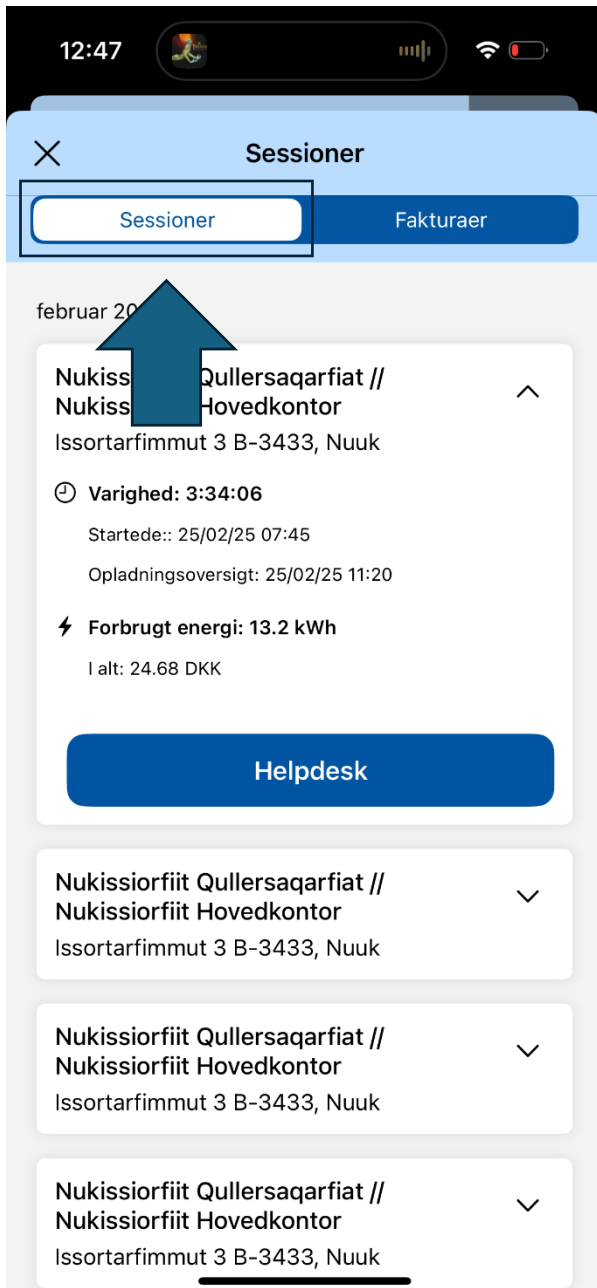 12:47
Sessioner
Sessioner
Fakturaer
februar
Qullersaqarfiat //
Hovedkontor
Issortarfimmut 3 B-3433, Nuuk
Varighed: 3:34:06
Startede:: 25/02/25 07:45
Opladningsoversigt: 25/02/25 11:20
Forbrugt energi: 13.2 kWh
I alt: 24.68 DKK
Helpdesk
Nukissiorfiit Qullersaqarfiat //
Nukissiorfiit Hovedkontor
Issortarfimmut 3 B-3433, Nuuk
Nukissiorfiit Qullersaqarfiat //
Nukissiorfiit Hovedkontor
Issortarfimmut 3 B-3433, Nuuk
Nukissiorfiit Qullersaqarfiat //
Nukissiorfiit Hovedkontor
Issortarfimmut 3 B-3433, Nuuk